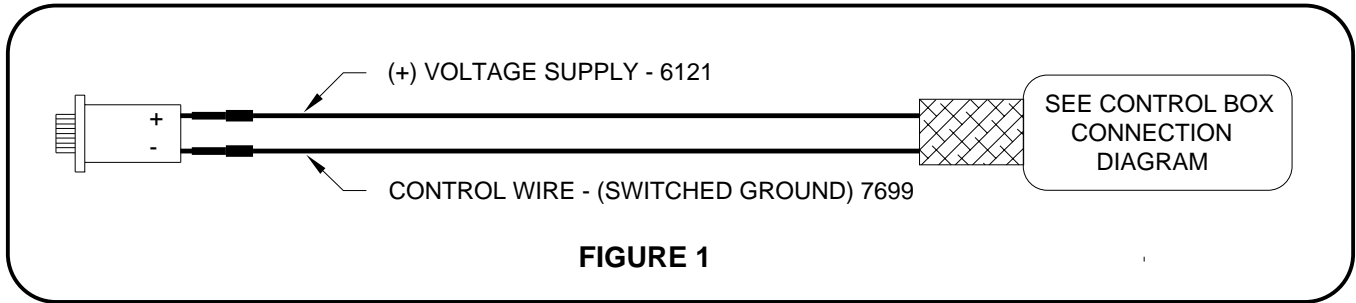 (+) VOLTAGE SUPPLY - 6121
+
-
SEE CONTROL BOX
CONNECTION
DIAGRAM
CONTROL WIRE - (SWITCHED GROUND) 7699
FIGURE 1